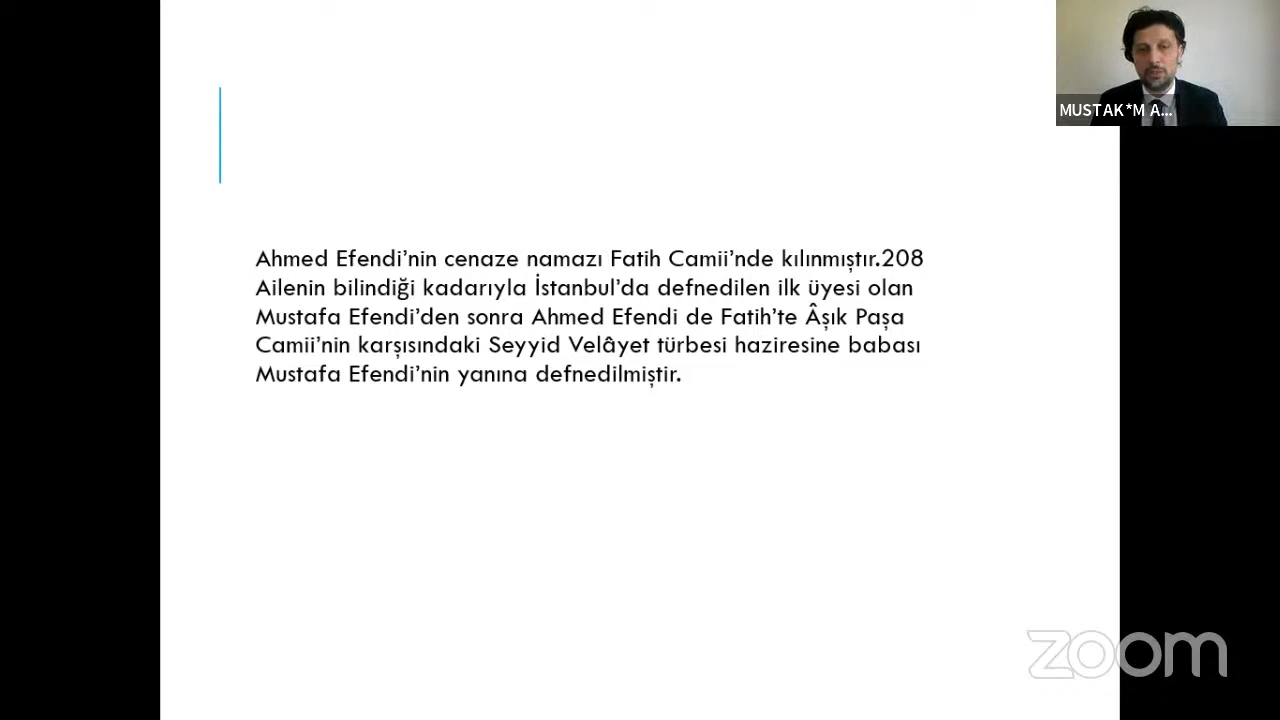 MUSTAK*M A...
Ahmed Efendi’nin cenaze namazı Fatih Camii’nde kılınmıştır.208
Ailenin bilindiği kadarıyla İstanbul’da defnedilen ilk üyesi olan
Mustafa Efendi’den sonra Ahmed Efendi de Fatih’te Âşık Paşa
Camii’nin karşısındaki Seyyid Velâyet türbesi haziresine babası
Mustafa Efendi’nin yanına defnedilmiştir.
zoom